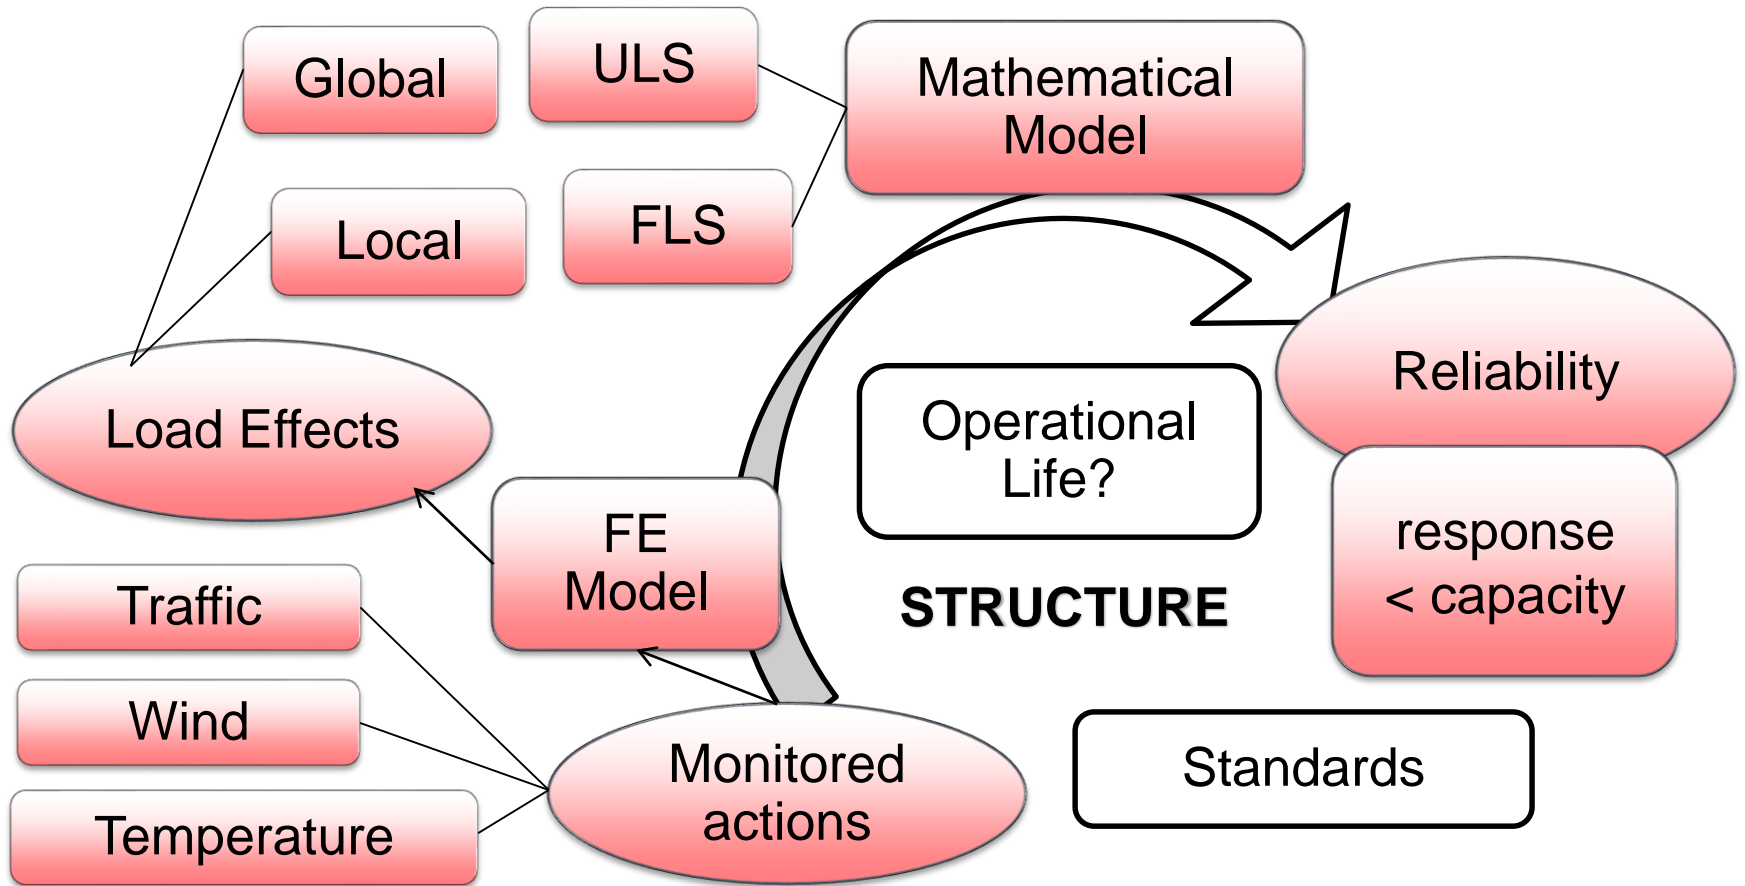 Global
ULS
Mathematical
Model
Local
FLS
Reliability
Load Effects
Operational
Life?
FE
Model
response
< capacity
Traffic
STRUCTURE
Wind
Monitored
actions
Standards
Temperature